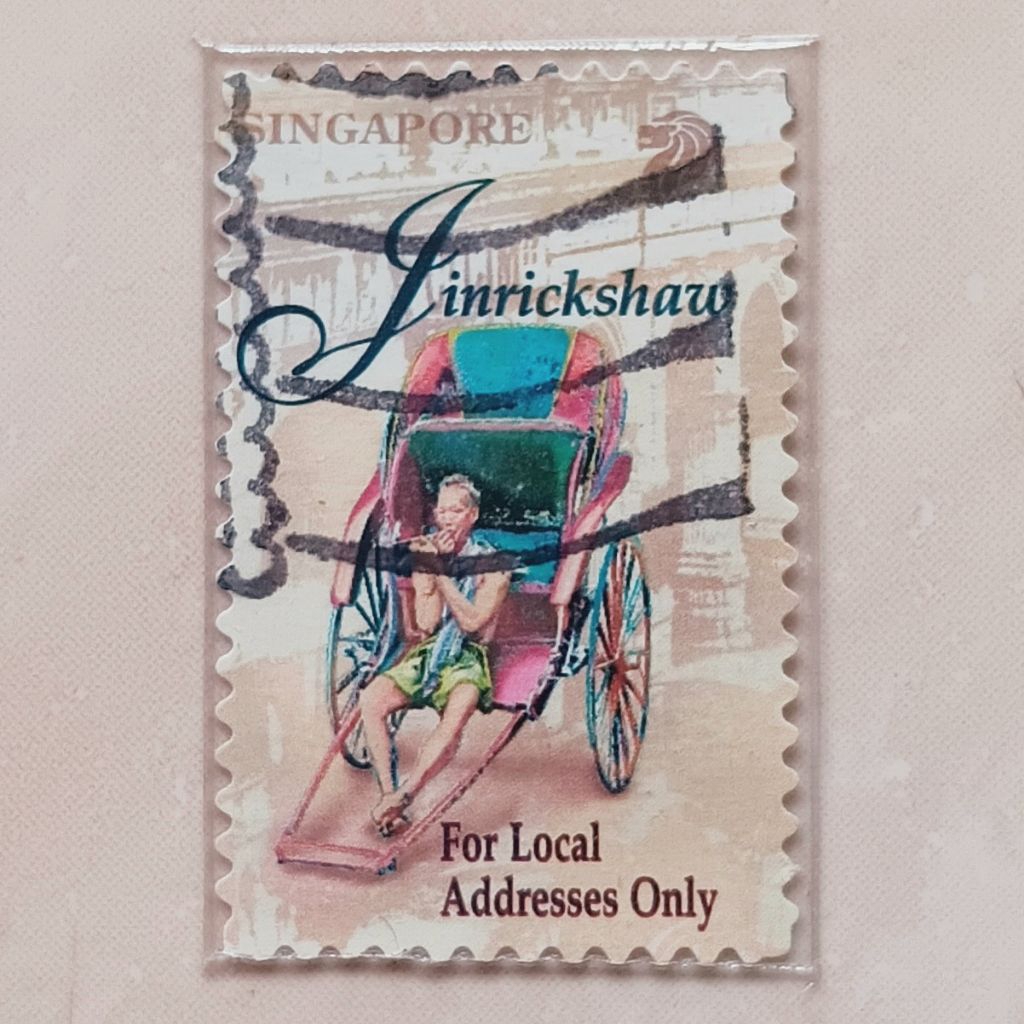 SINGAPORE
Jinrickshaw
For Local
Addresses Only